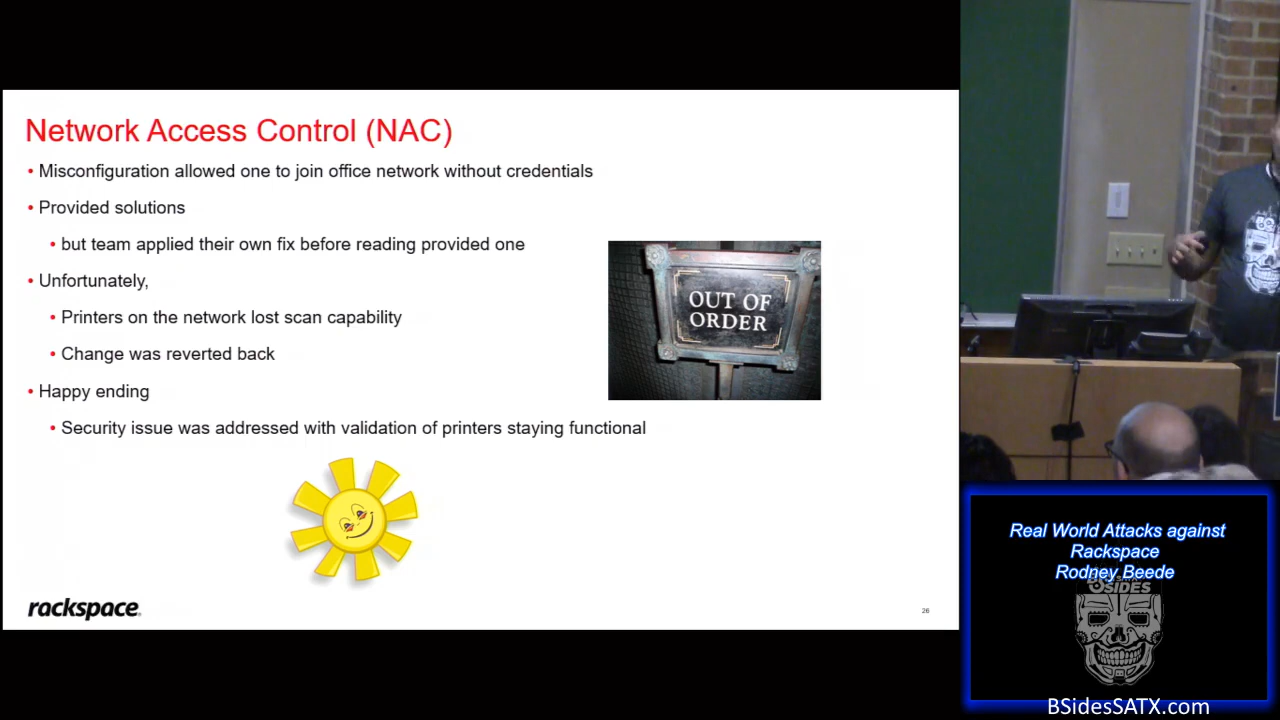 Network Access Control (NAC)
• Misconfiguration allowed one to join office network without credentials
• Provided solutions
• but team applied their own fix before reading provided one
• Unfortunately,
• Printers on the network lost scan capability
• Change was reverted back
• Happy ending
• Security issue was addressed with validation of printers staying functional
OUT OF
ORDER
rackspace
26
Real World Attacks against
Rackspace
Rodney Beede
BSIDES
BSidesSATX.com